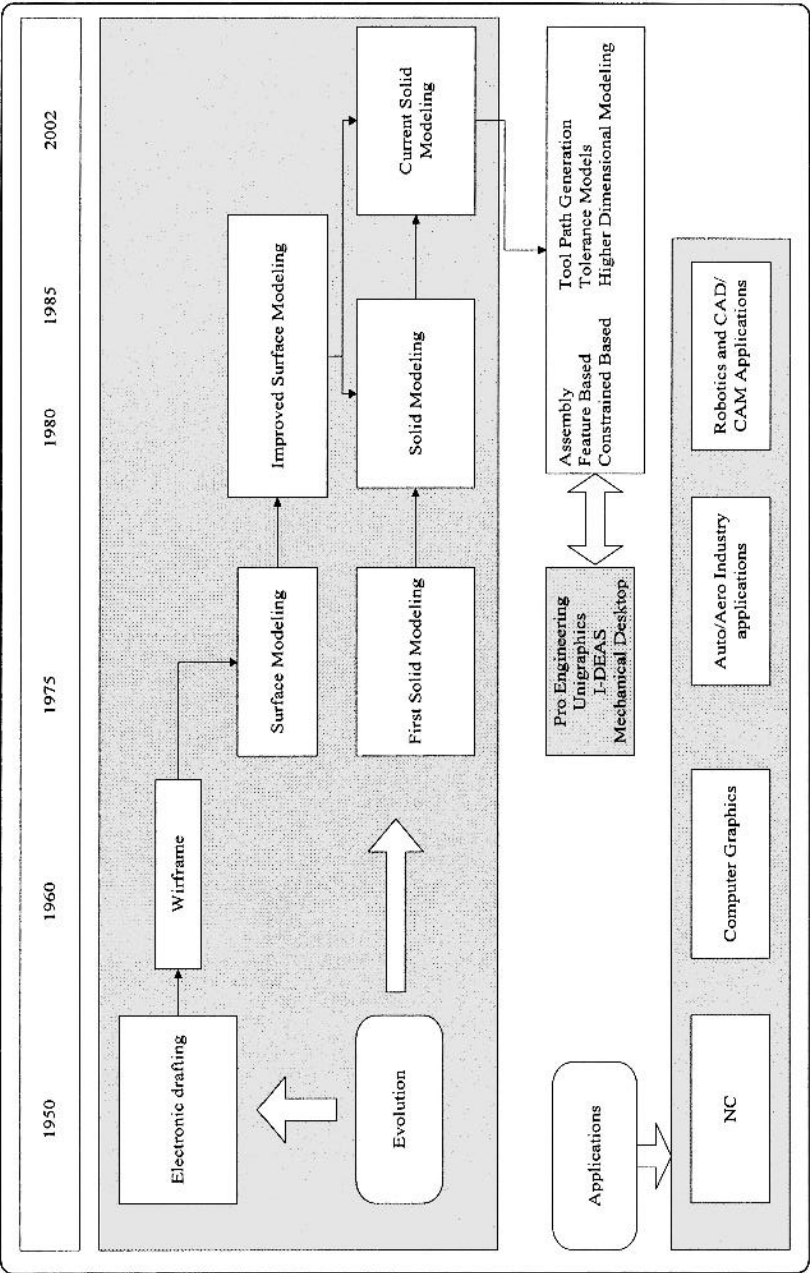 1950
1960
1975
1980
1985
2002
Electronic drafting
Wirframe
Surface Modeling
Improved Surface Modeling
Evolution
First Solid Modeling
Solid Modeling
Current Solid
Modeling
Applications
Pro Engineering
Unigraphics
I-DEAS
Mechanical Desktop
Assembly
Feature Based
Constrained Based
Tool Path Generation
Tolerance Models
Higher Dimensional Modeling
NC
Computer Graphics
Auto/Aero Industry
applications
Robotics and CAD/
CAM Applications